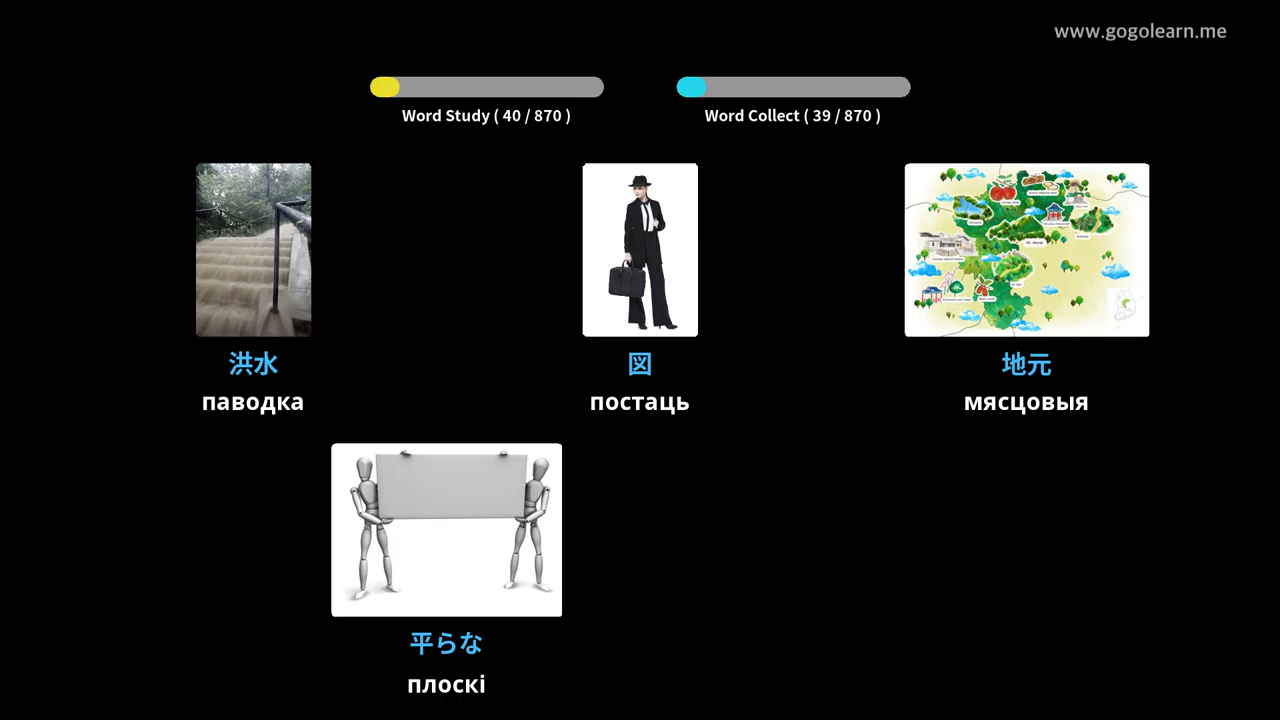 www.gogolearn.me
Word Study ( 40 / 870 )
Word Collect ( 39 / 870 )
洪水
паводка
図
постаць
地元
мясцовыя
平らな
плоскі